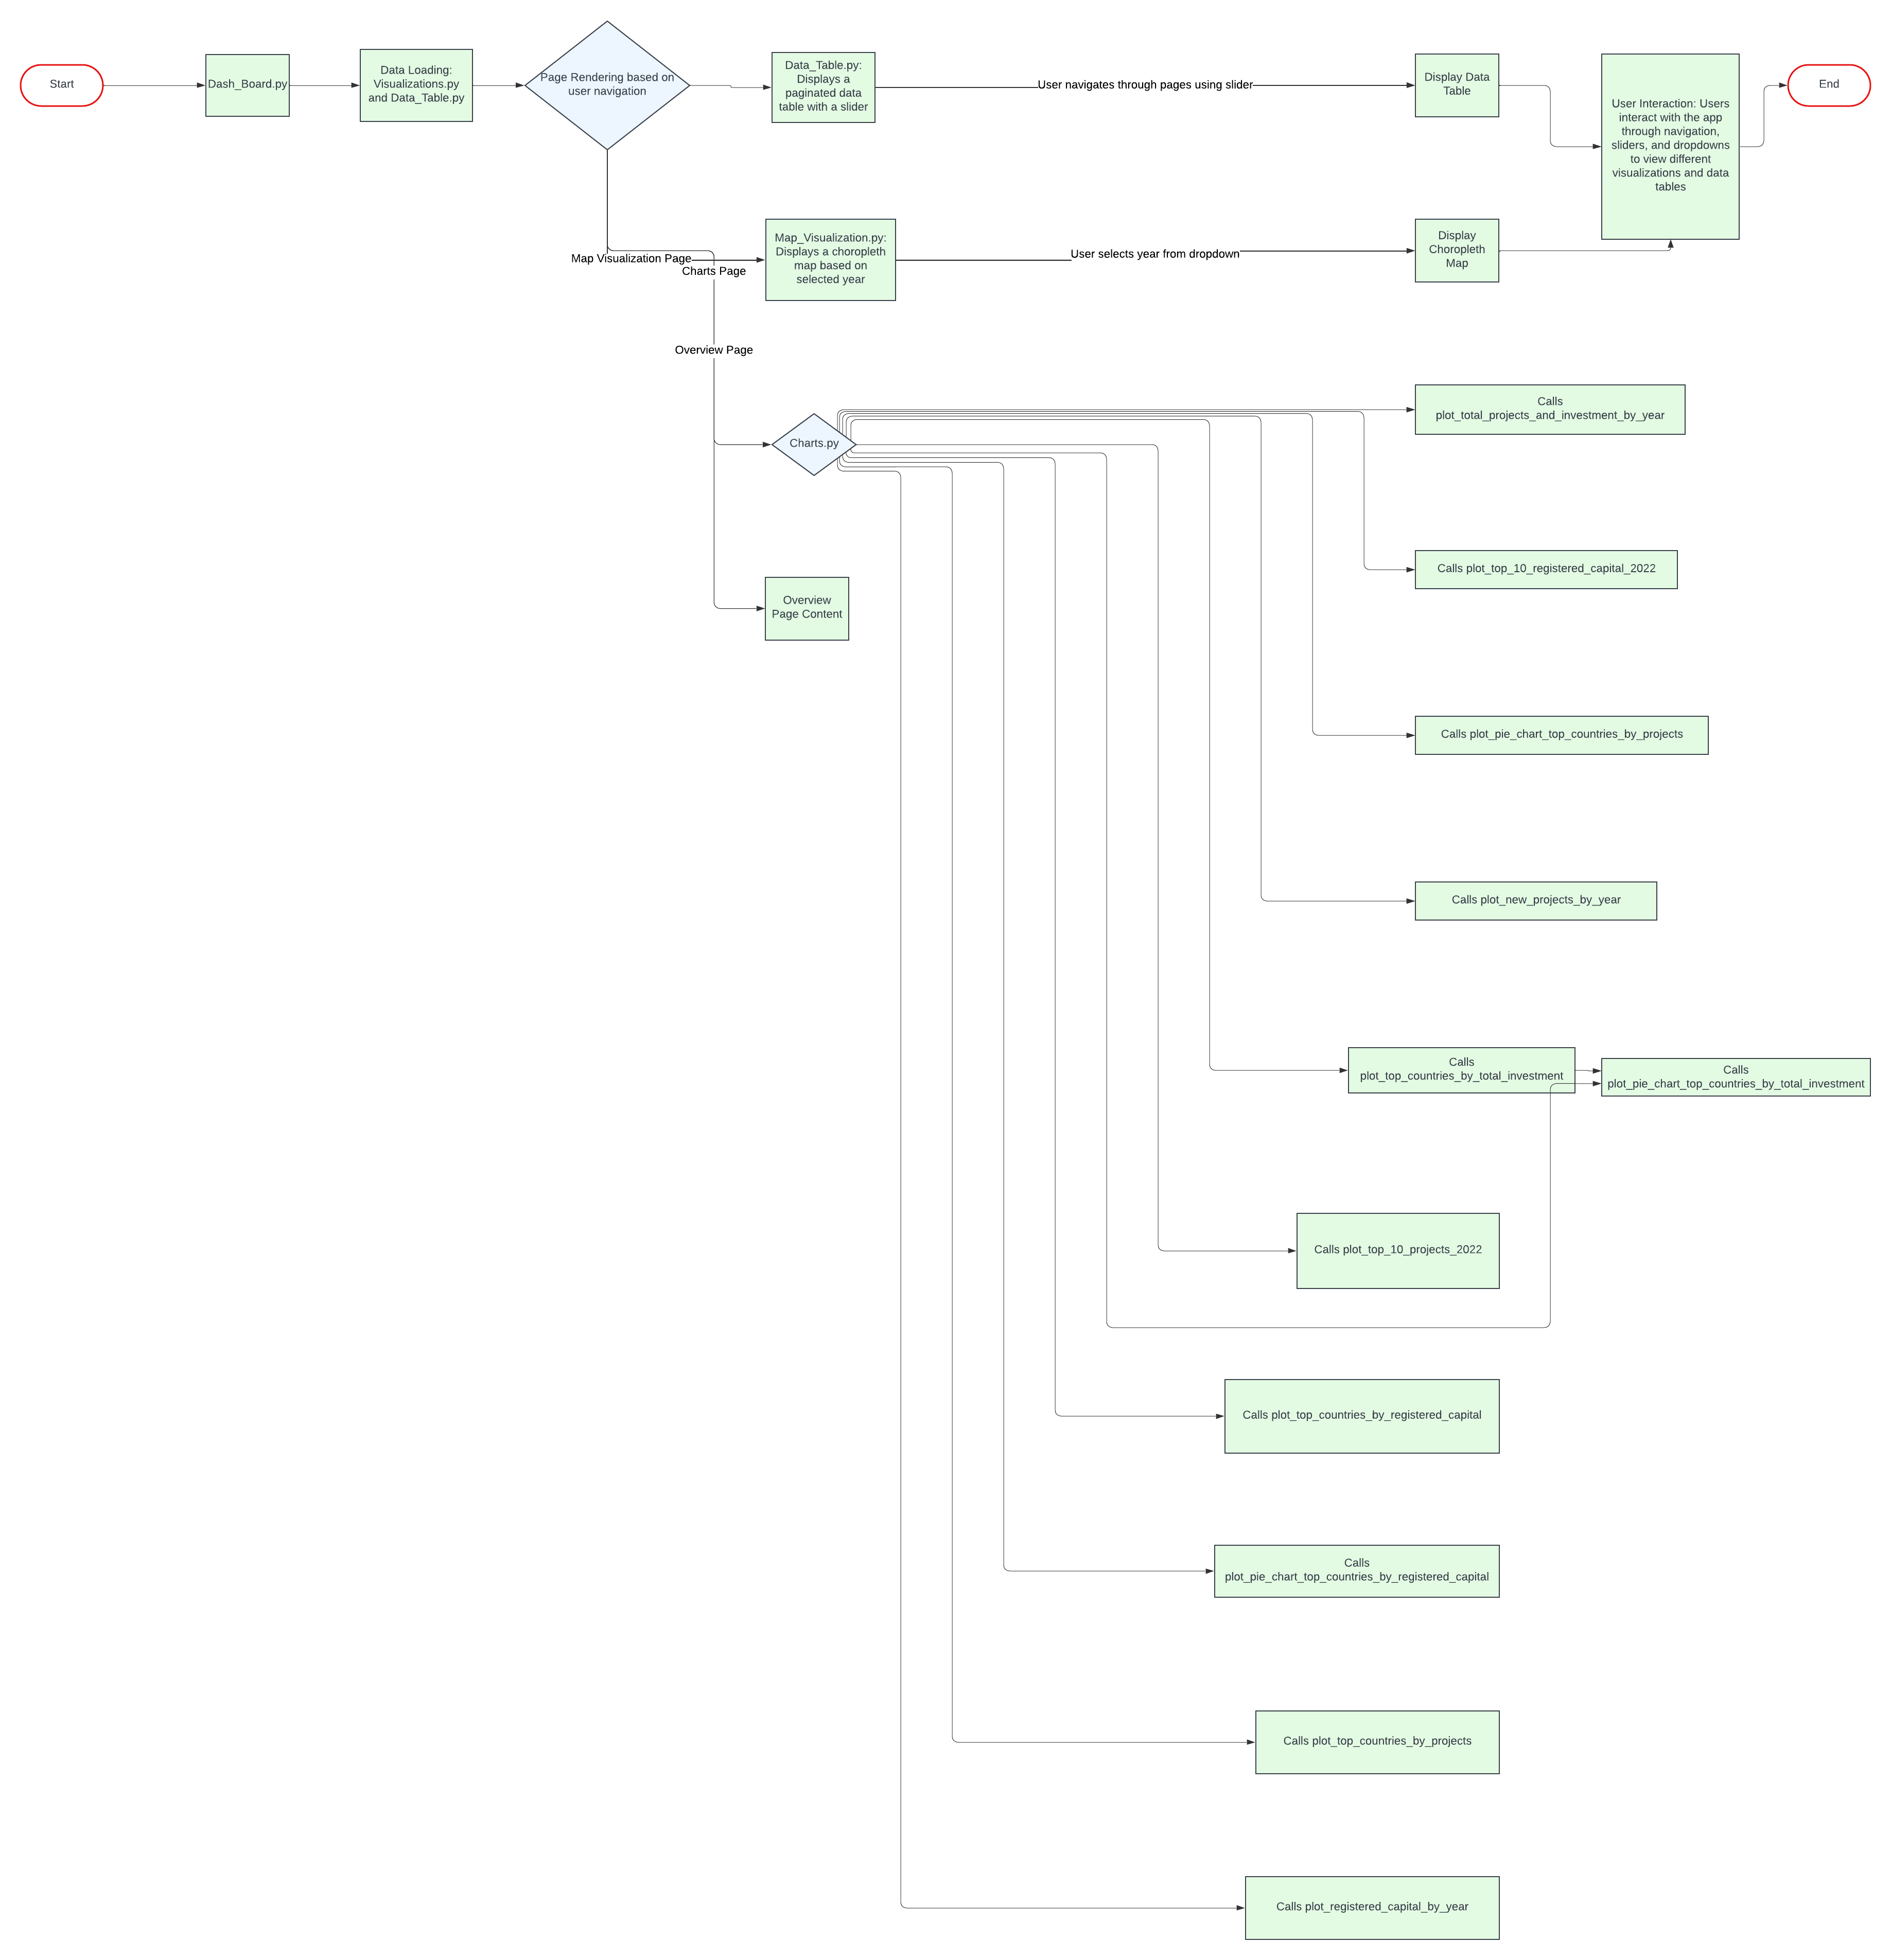 Start
Dash_Board.py
Data Loading:
Visualizations.py
and Data_Table.py
Page Rendering based on
user navigation
Data_Table.py:
Displays a
paginated data
table with a slider
User navigates through pages using slider
Display Data
Table
User Interaction: Users
interact with the app
through navigation,
sliders, and dropdowns
to view different
visualizations and data
tables
End
Map Visualization Page
Charts Page
Map_Visualization.py:
Displays a choropleth
map based on
selected year
User selects year from dropdown
Display
Choropleth
Map
Overview Page
Charts.py
Calls
plot_total_projects_and_investment_by_year
Calls plot_top_10_registered_capital_2022
Overview
Page Content
Calls plot_pie_chart_top_countries_by_projects
Calls plot_new_projects_by_year
Calls
plot_top_countries_by_total_investment
Calls
plot_pie_chart_top_countries_by_total_investment
Calls plot_top_10_projects_2022
Calls plot_top_countries_by_registered_capital
Calls
plot_pie_chart_top_countries_by_registered_capital
Calls plot_top_countries_by_projects
Calls plot_registered_capital_by_year